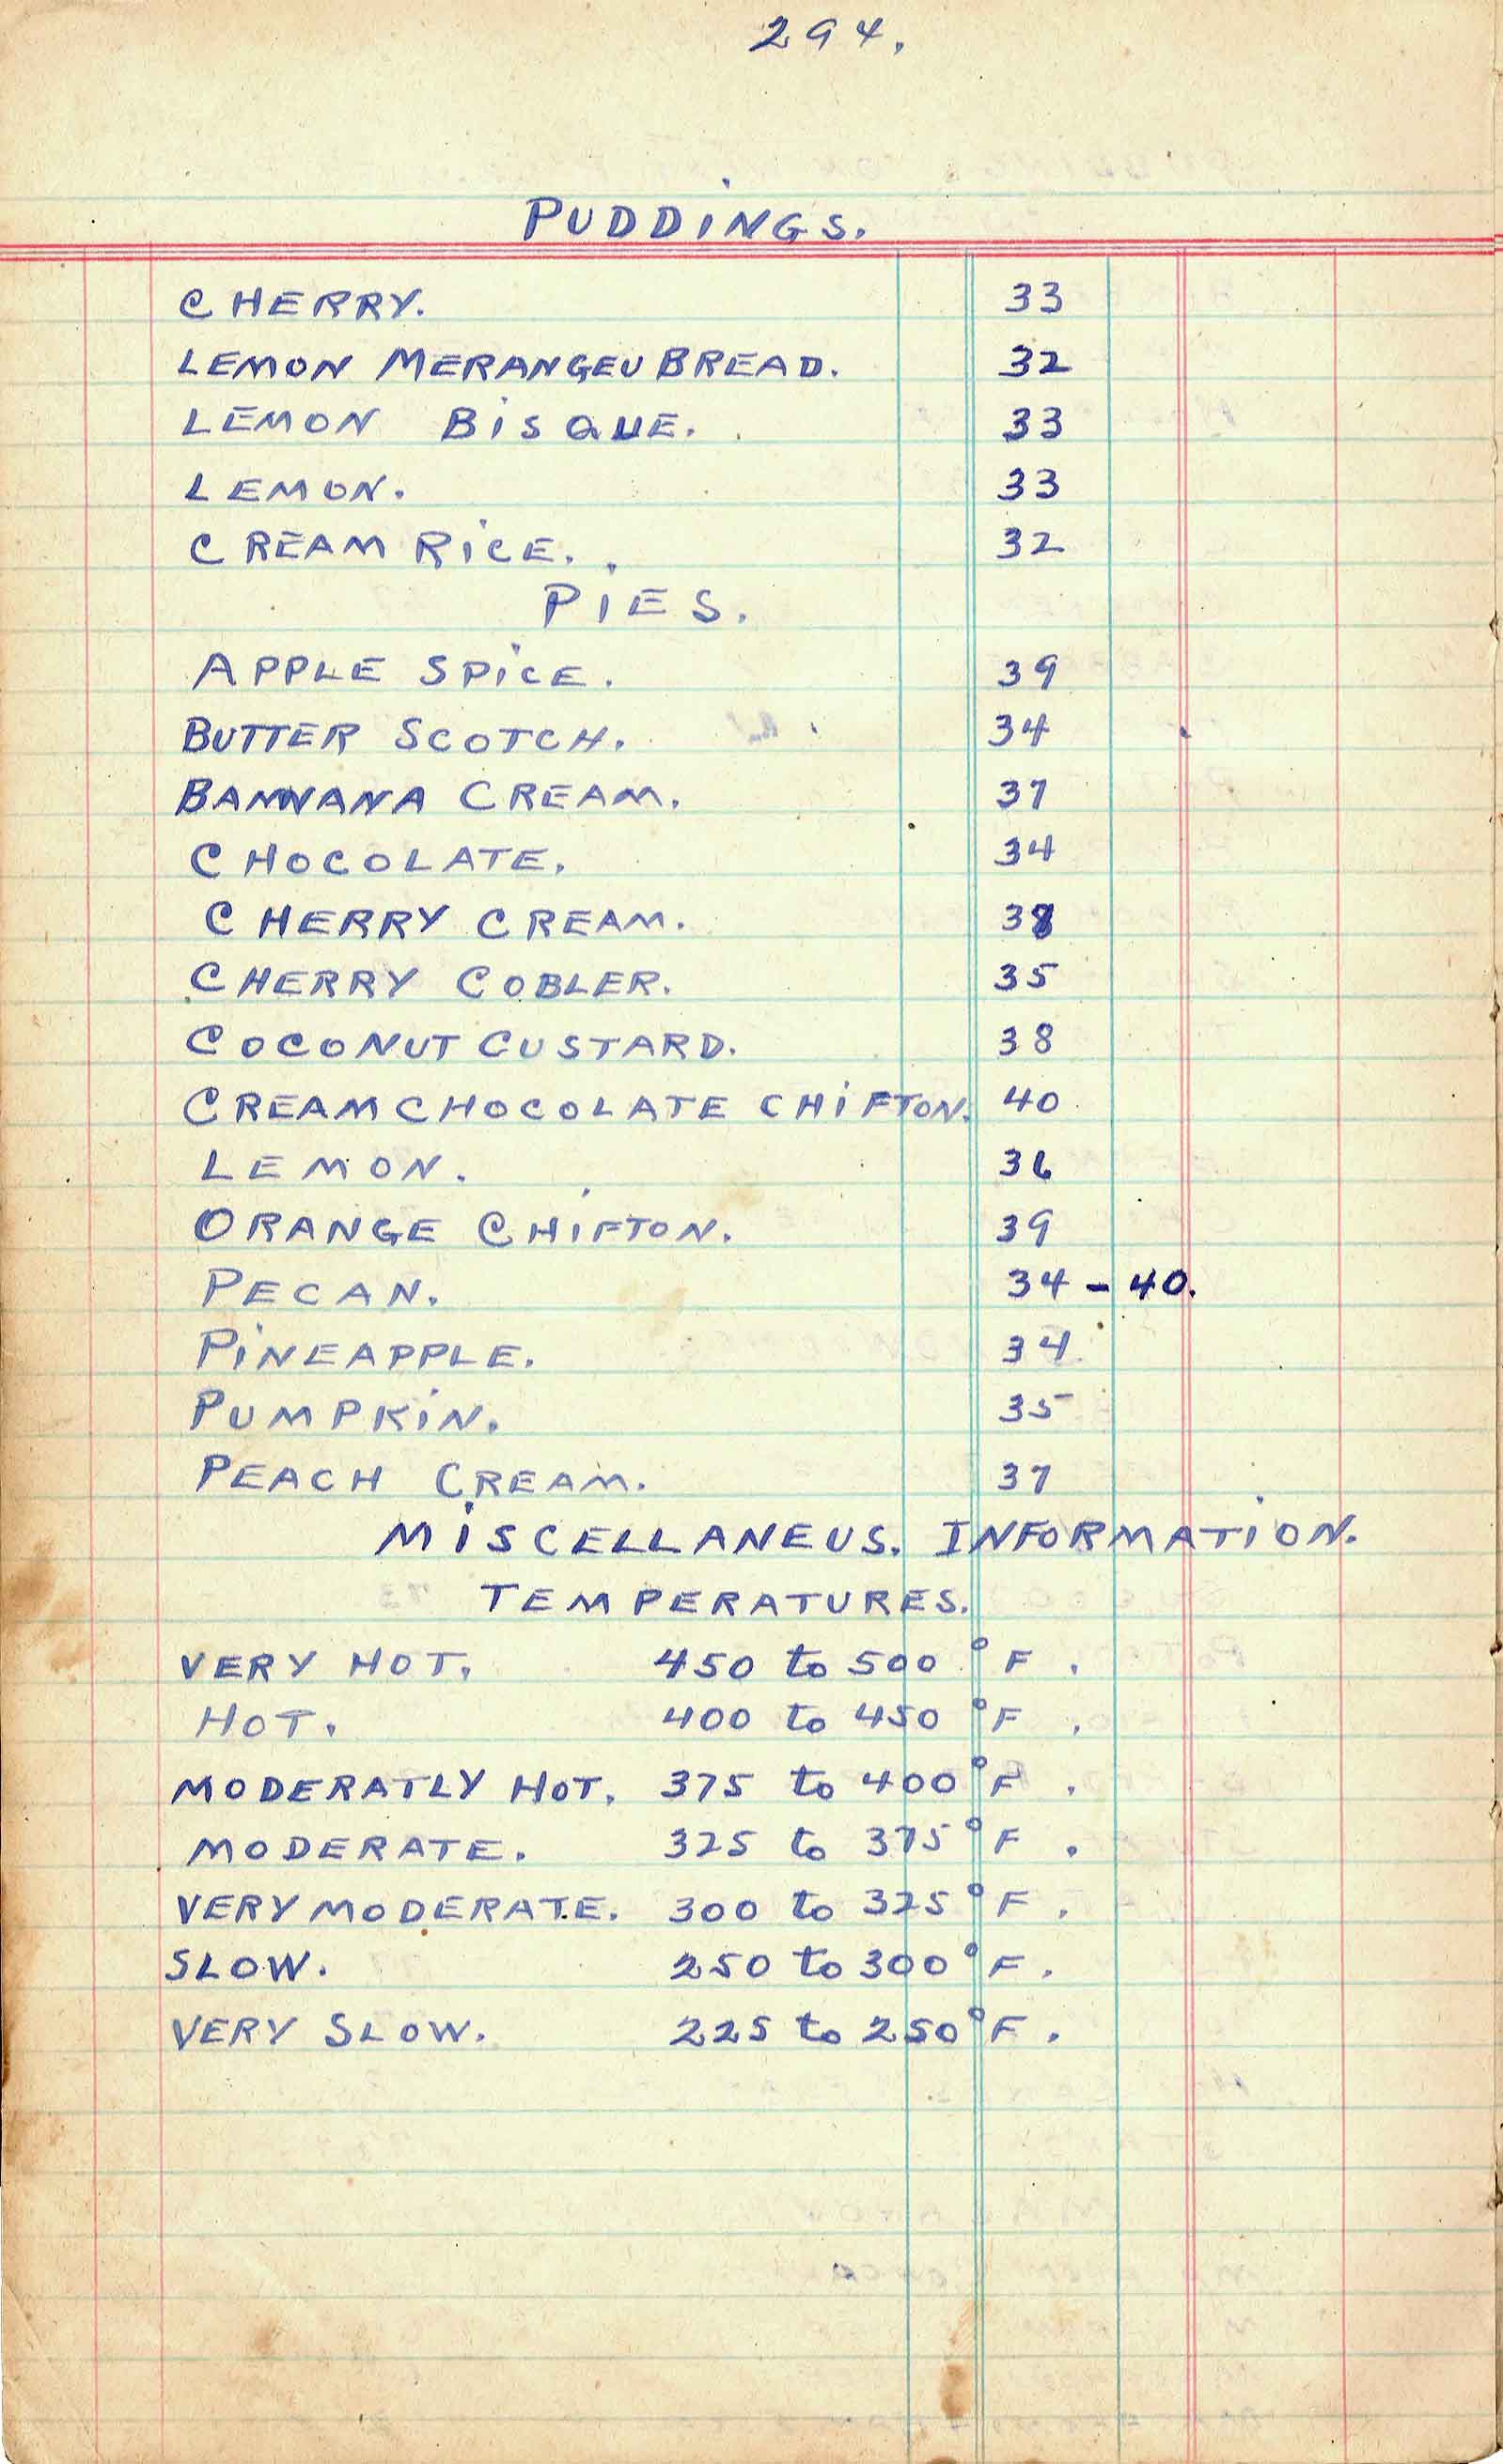 294.
PUDDINGS.
CHERRY. 33
LEMON MERANGEU BREAD. 32
LEMON BISQUE. 33
LEMON. 33
CREAM RICE. 32
PIES.
APPLE SPICE. 39
BUTTER SCOTCH. 34
BANNANA CREAM. 37
CHOCOLATE. 34
CHERRY CREAM. 38
CHERRY COBLER. 35
COCONUT CUSTARD. 38
CREAM CHOCOLATE CHIFTON. 40
LEMON. 36
ORANGE CHIFTON. 39
PECAN. 34 - 40.
PINEAPPLE. 34
PUMPKIN. 35
PEACH CREAM. 37
MISCELLANEUS. INFORMATION.
TEMPERATURES.
VERY HOT. 450 to 500 °F.
HOT. 400 to 450 °F.
MODERATLY HOT. 375 to 400 °F.
MODERATE. 325 to 375 °F.
VERY MODERATE. 300 to 325 °F.
SLOW. 250 to 300 °F.
VERY SLOW. 225 to 250 °F.